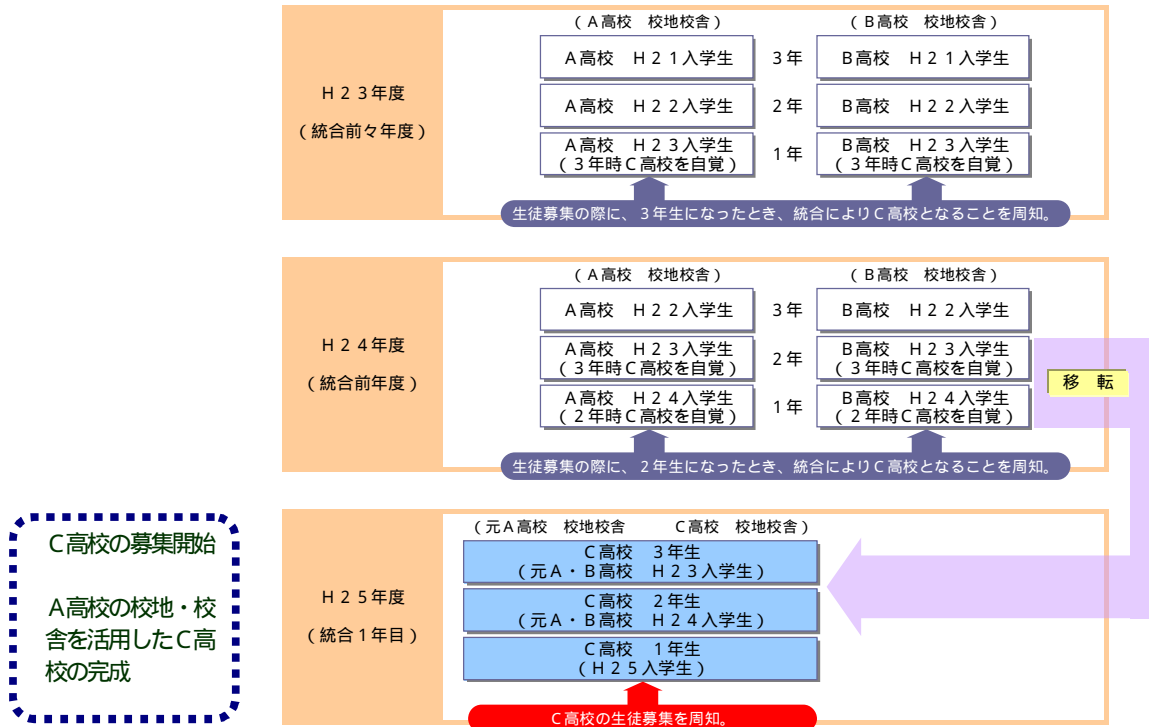 （Ａ高校　校地校舎）　（Ｂ高校　校地校舎）
Ｈ２３年度
（統合前々年度）
Ａ高校　Ｈ２１入学生　３年　Ｂ高校　Ｈ２１入学生
Ａ高校　Ｈ２２入学生　２年　Ｂ高校　Ｈ２２入学生
Ａ高校　Ｈ２３入学生　１年　Ｂ高校　Ｈ２３入学生
（３年時Ｃ高校を自覚）　（３年時Ｃ高校を自覚）
生徒募集の際に、３年生になったとき、統合によりＣ高校となることを周知。
（Ａ高校　校地校舎）　（Ｂ高校　校地校舎）
Ｈ２４年度
（統合前年度）
Ａ高校　Ｈ２２入学生　３年　Ｂ高校　Ｈ２２入学生
Ａ高校　Ｈ２３入学生　２年　Ｂ高校　Ｈ２３入学生
（３年時Ｃ高校を自覚）　（３年時Ｃ高校を自覚）
Ａ高校　Ｈ２４入学生　１年　Ｂ高校　Ｈ２４入学生
（２年時Ｃ高校を自覚）　（２年時Ｃ高校を自覚）
移　転
生徒募集の際に、２年生になったとき、統合によりＣ高校となることを周知。
Ｃ高校の募集開始
Ａ高校の校地・校
舎を活用したＣ高
校の完成
Ｈ２５年度
（統合１年目）
（元Ａ高校　校地校舎　　Ｃ高校　校地校舎）
Ｃ高校　３年生
（元Ａ・Ｂ高校　Ｈ２３入学生）
Ｃ高校　２年生
（元Ａ・Ｂ高校　Ｈ２４入学生）
Ｃ高校　１年生
（Ｈ２５入学生）
Ｃ高校の生徒募集を周知。